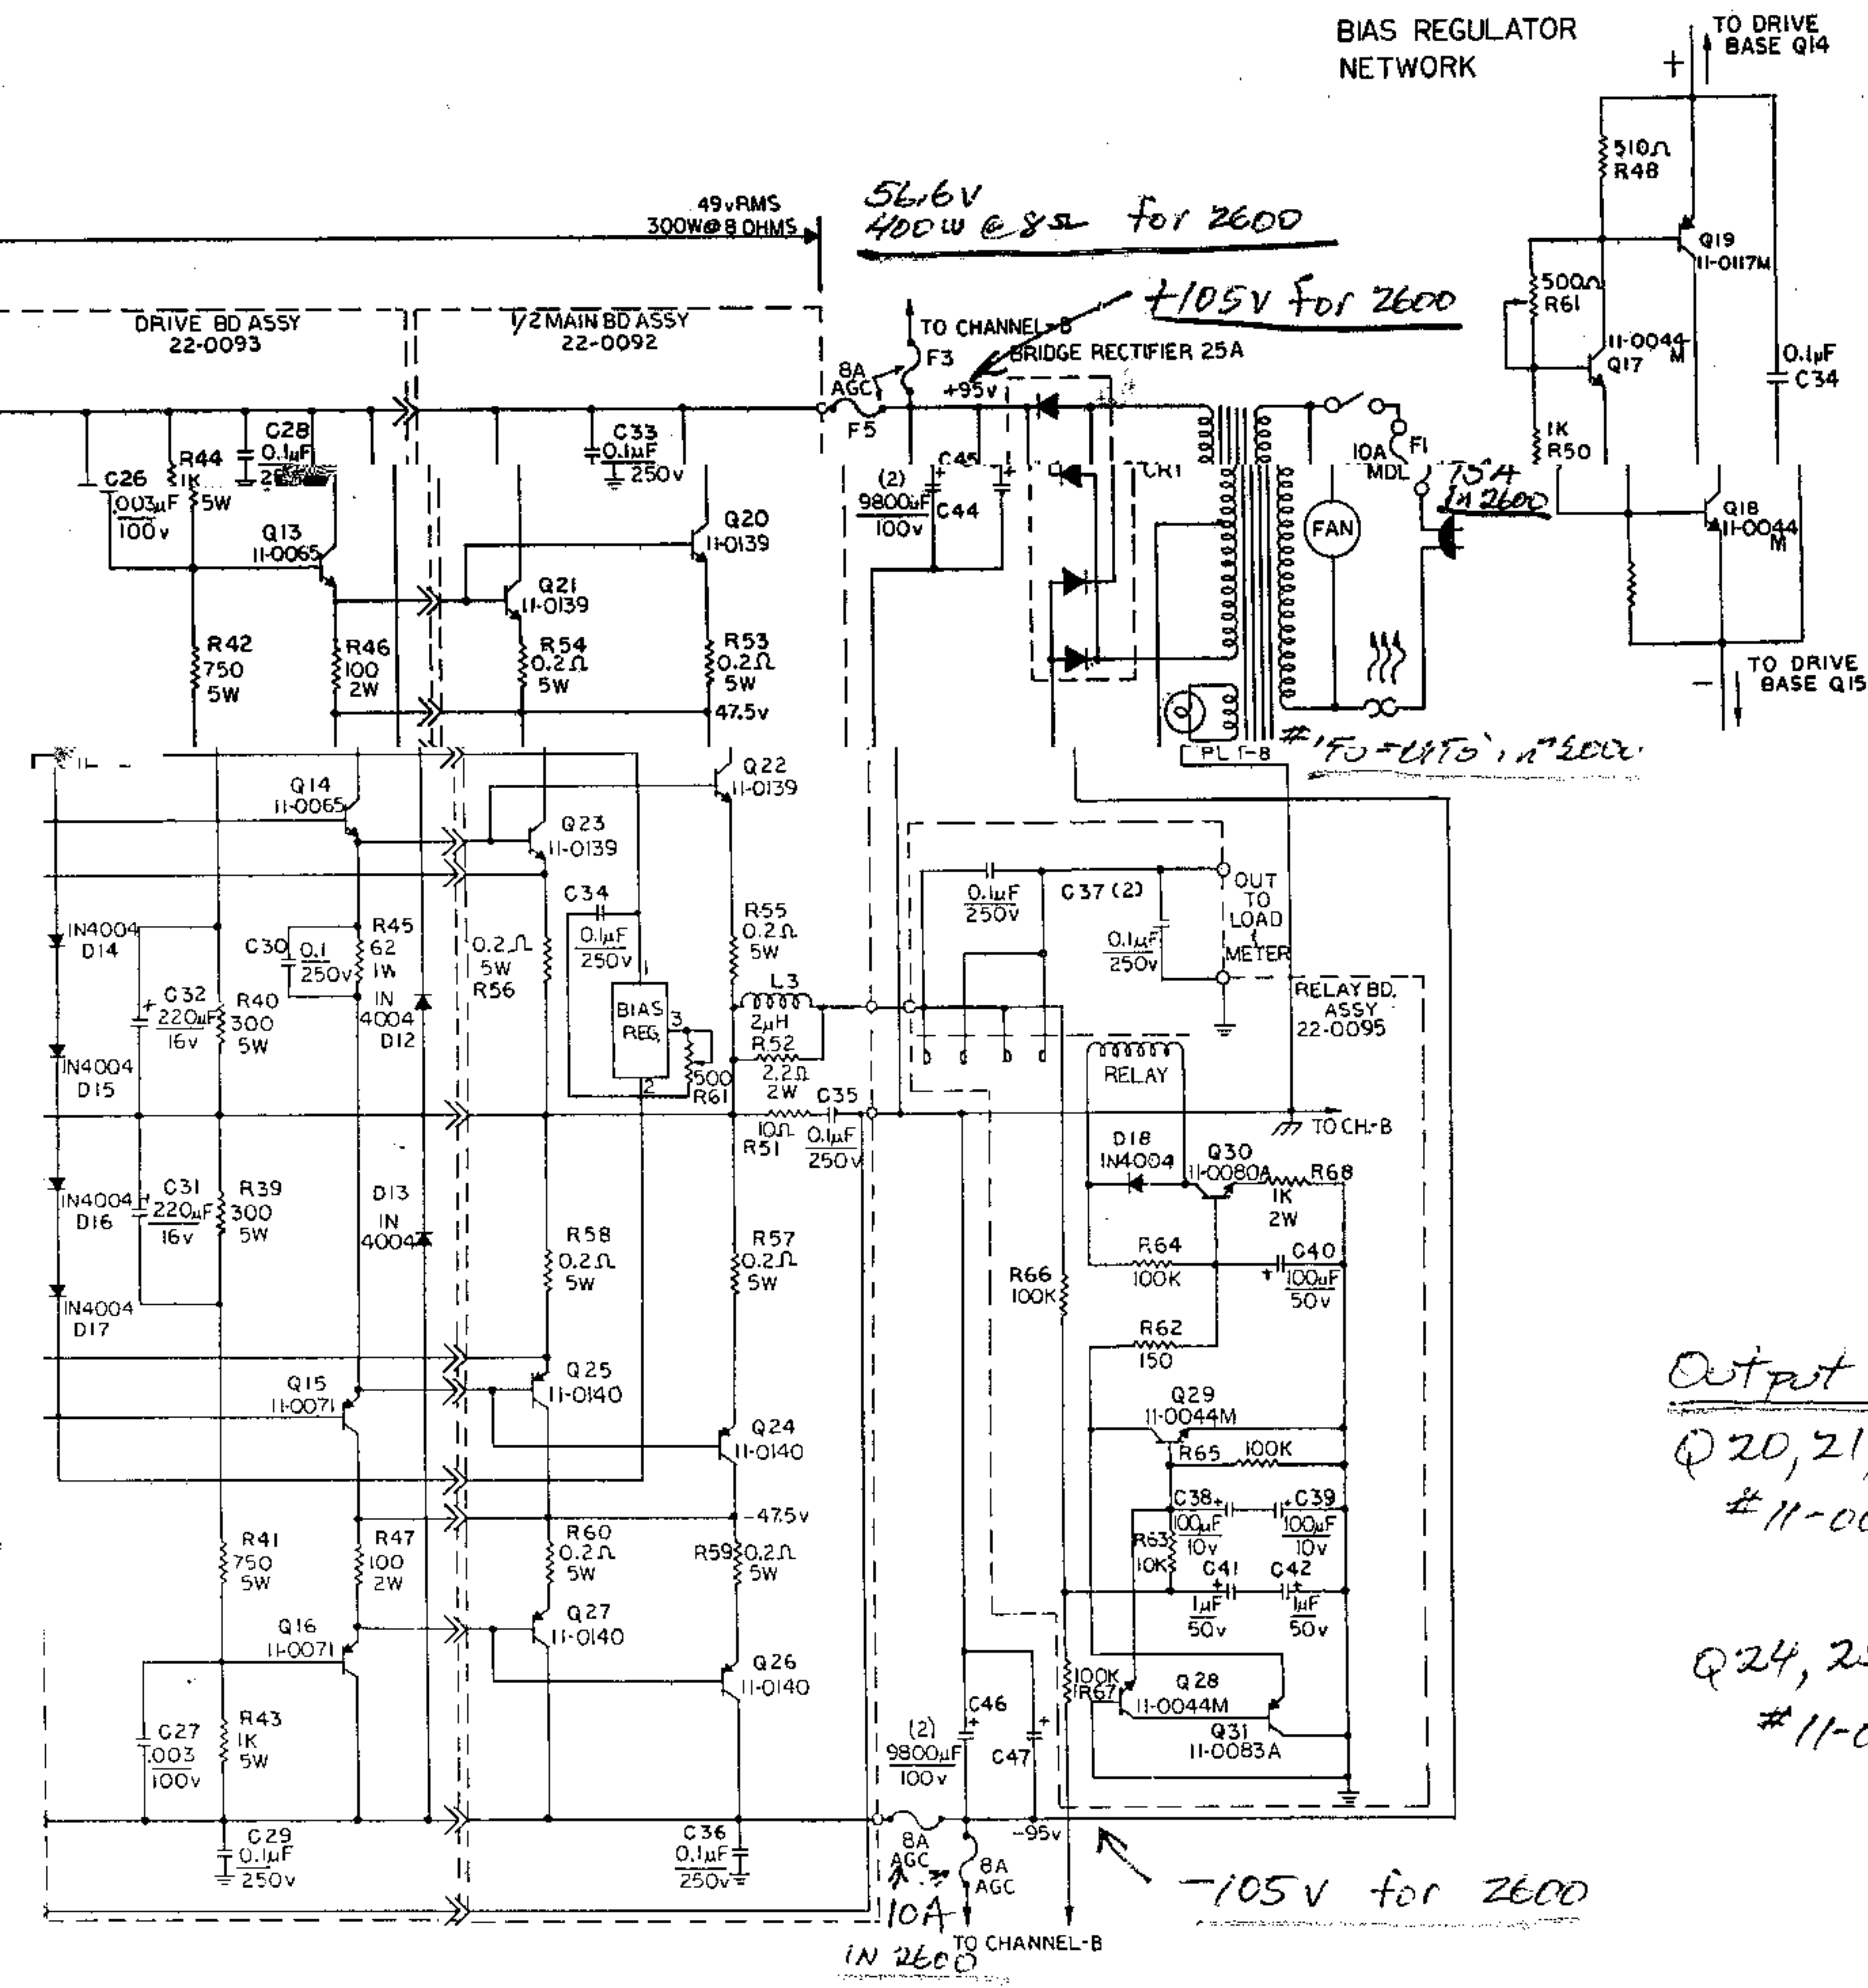 BIAS REGULATOR
NETWORK
TO DRIVE
BASE Q14
+
510Ω
R48
Q19
11-0117M
500Ω
R61
11-0044
M
Q17
0.1µF
C34
1K
R50
Q18
11-0044
M
TO DRIVE
BASE Q15
−
49vRMS
300W@8 OHMS
56.6v
400w @ 8Ω for 2600
+105v for 2600
DRIVE BD ASSY
22-0093
1/2 MAIN BD ASSY
22-0092
TO CHANNEL-B
F3
8A
AGC
F5
+95v
BRIDGE RECTIFIER 25A
C28
0.1µF
R44
1K
5W
C26
.003µF
100v
C33
0.1µF
250v
C45
(2)
9800µF
100v
C44
CR1
10A
MDL
F1
15A
In 2600
FAN
Q13
11-0065
Q20
11-0139
Q21
11-0139
R42
750
5W
R46
100
2W
R54
0.2Ω
5W
R53
0.2Ω
5W
47.5v
PL T-8
Q14
11-0065
Q22
11-0139
Q23
11-0139
C34
0.1µF
250v
R55
0.2Ω
5W
0.1µF
250v
C37 (2)
0.1µF
250v
OUT
TO
LOAD
&
METER
IN4004
D14
C30
0.1
250v
R45
62
1W
0.2Ω
5W
R56
IN
4004
D12
C32
220µF
16v
R40
300
5W
1
BIAS
REG.
3
2
500
R61
L3
2µH
R52
2.2Ω
2W
RELAY BD.
ASSY
22-0095
RELAY
IN4004
D15
10Ω
R51
C35
0.1µF
250v
TO CH-B
D18
IN4004
Q30
11-0080A
R68
1K
2W
IN4004
D16
C31
220µF
16v
R39
300
5W
D13
IN
4004
R58
0.2Ω
5W
R57
0.2Ω
5W
R66
100K
R64
100K
C40
100µF
50v
IN4004
D17
R62
150
Q15
11-0071
Q25
11-0140
Q24
11-0140
Q29
11-0044M
R65
100K
Output
Q20, 21,
Q24,
-47.5v
R41
750
5W
R47
100
2W
R60
0.2Ω
5W
R59
0.2Ω
5W
C38
100µF
10v
C39
100µF
10v
R63
10K
C41
1µF
50v
C42
1µF
50v
Q16
11-0071
Q27
11-0140
Q26
11-0140
100K
R67
Q28
11-0044M
Q31
11-0083A
C27
.003
100v
R43
1K
5W
(2)
9800µF
100v
C46
C47
C29
0.1µF
250v
C36
0.1µF
250v
8A
AGC
8A
AGC
-95v
-105v for 2600
10A
IN 2600
TO CHANNEL-B